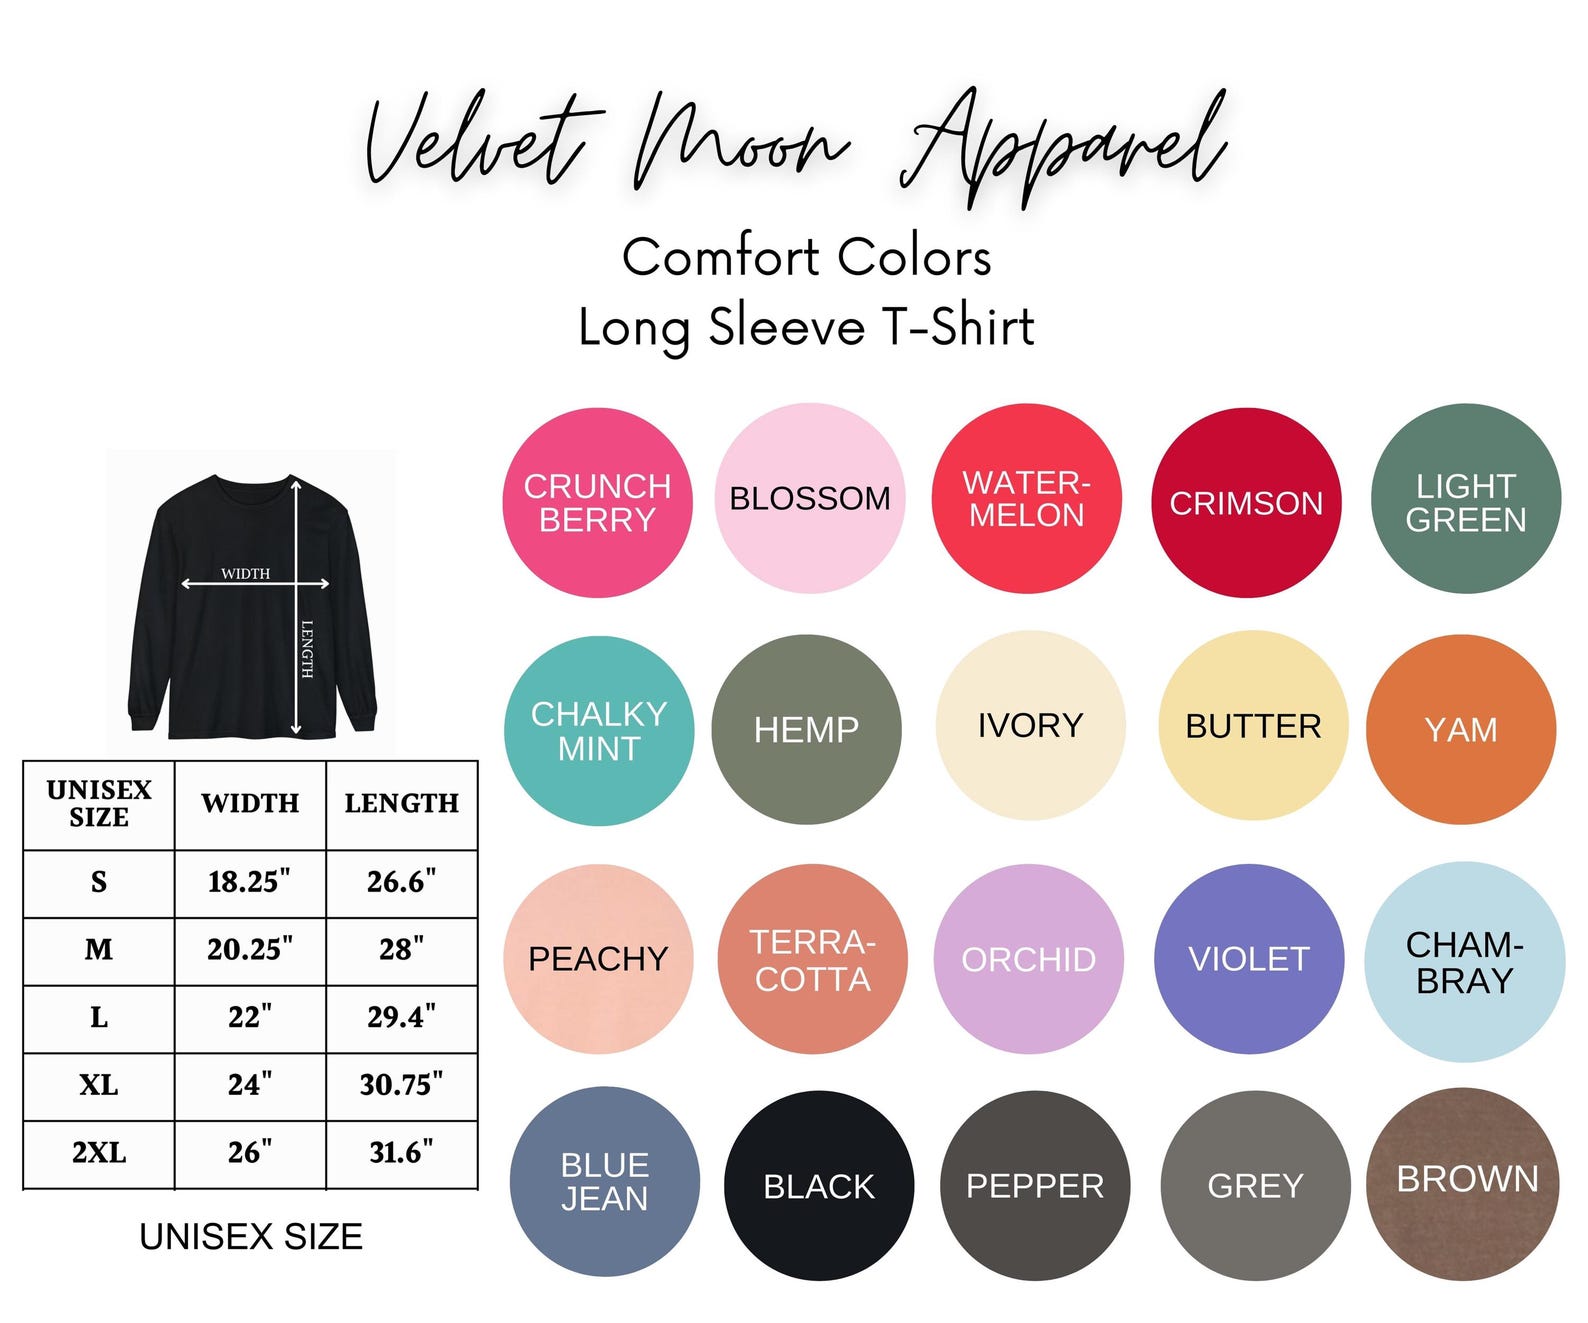 Velvet Moon Apparel
Comfort Colors
Long Sleeve T-Shirt
WIDTH
LENGTH
UNISEX
SIZE
WIDTH
LENGTH
S
18.25"
26.6"
M
20.25"
28"
L
22"
29.4"
XL
24"
30.75"
2XL
26"
31.6"
UNISEX SIZE
CRUNCH
BERRY
BLOSSOM
WATER-
MELON
CRIMSON
LIGHT
GREEN
CHALKY
MINT
HEMP
IVORY
BUTTER
YAM
PEACHY
TERRA-
COTTA
ORCHID
VIOLET
CHAM-
BRAY
BLUE
JEAN
BLACK
PEPPER
GREY
BROWN